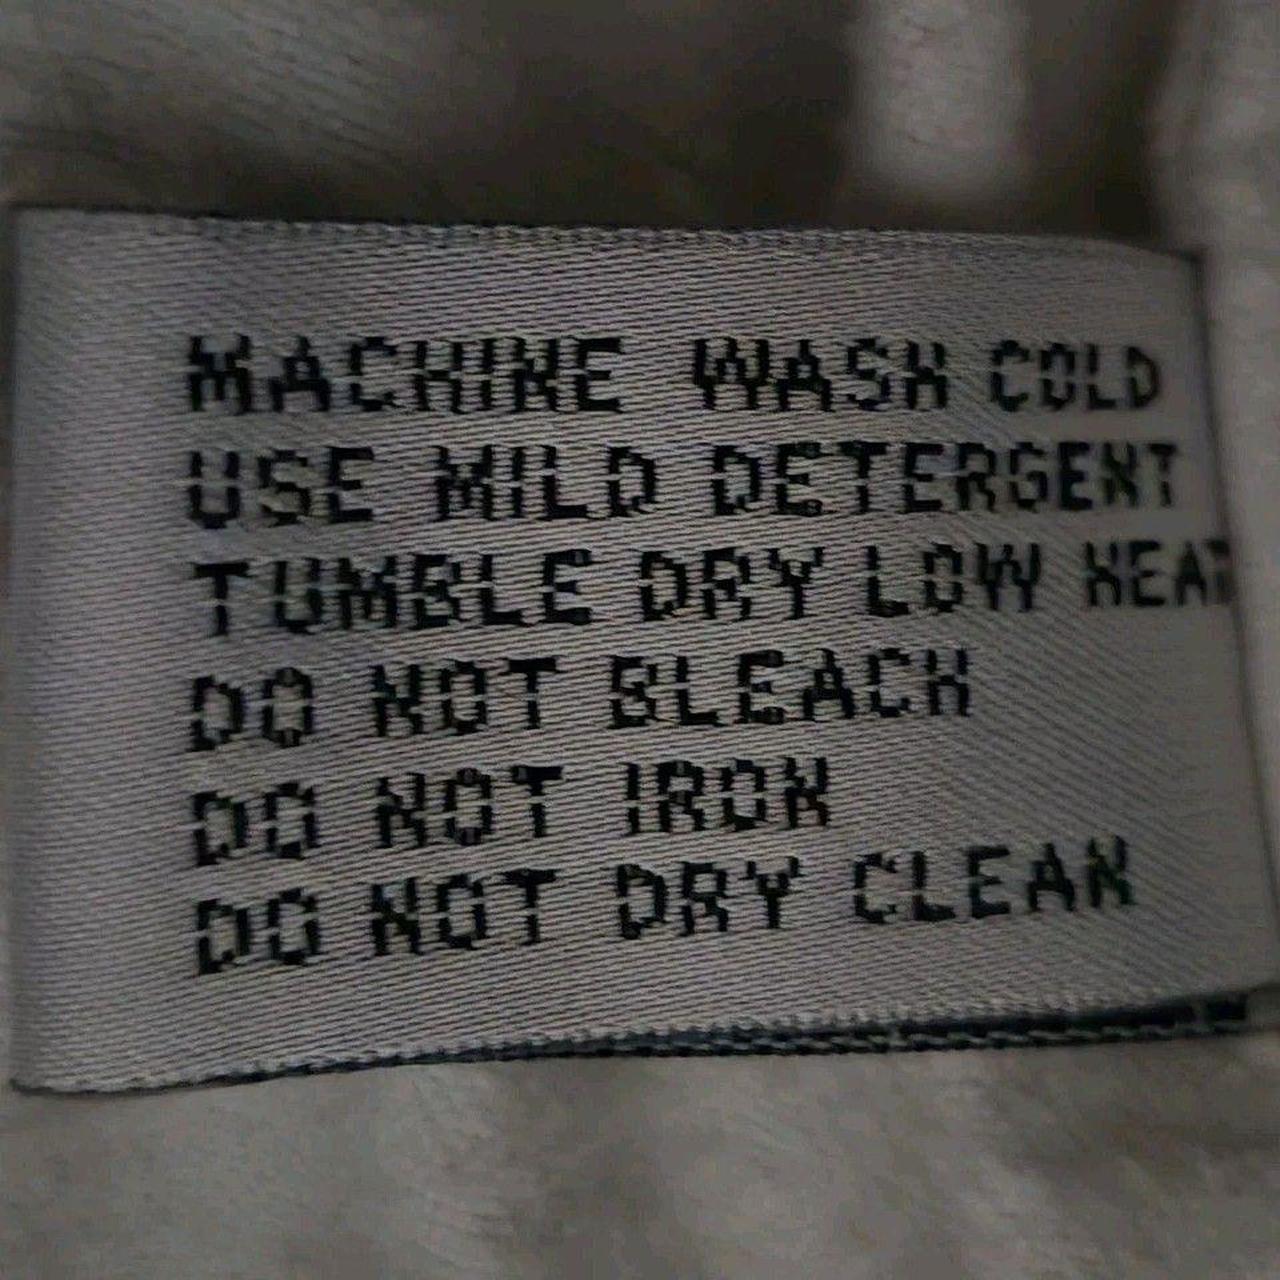 MACHINE WASH COLD
USE MILD DETERGENT
TUMBLE DRY LOW HEAT
DO NOT BLEACH
DO NOT IRON
DO NOT DRY CLEAN